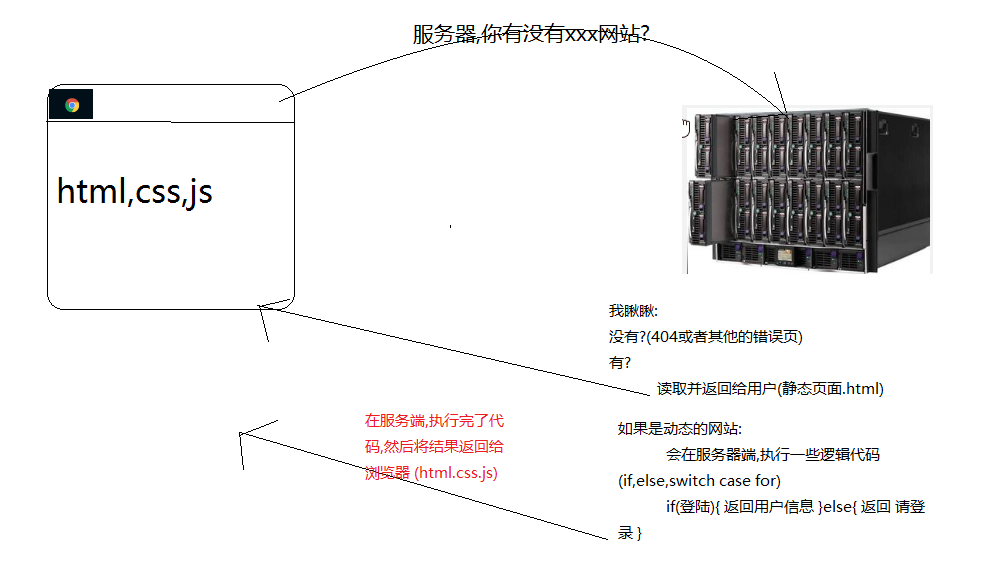 服务器,你有没有xxx网站?
html,css,js
我瞅瞅:
没有?(404或者其他的错误页)
有?
读取并返回给用户(静态页面.html)
在服务端,执行完了代
码,然后将结果返回给
浏览器 (html.css.js)
如果是动态的网站:
会在服务器端,执行一些逻辑代码
(if,else,switch case for)
if(登陆){ 返回用户信息 }else{ 返回 请登
录 }